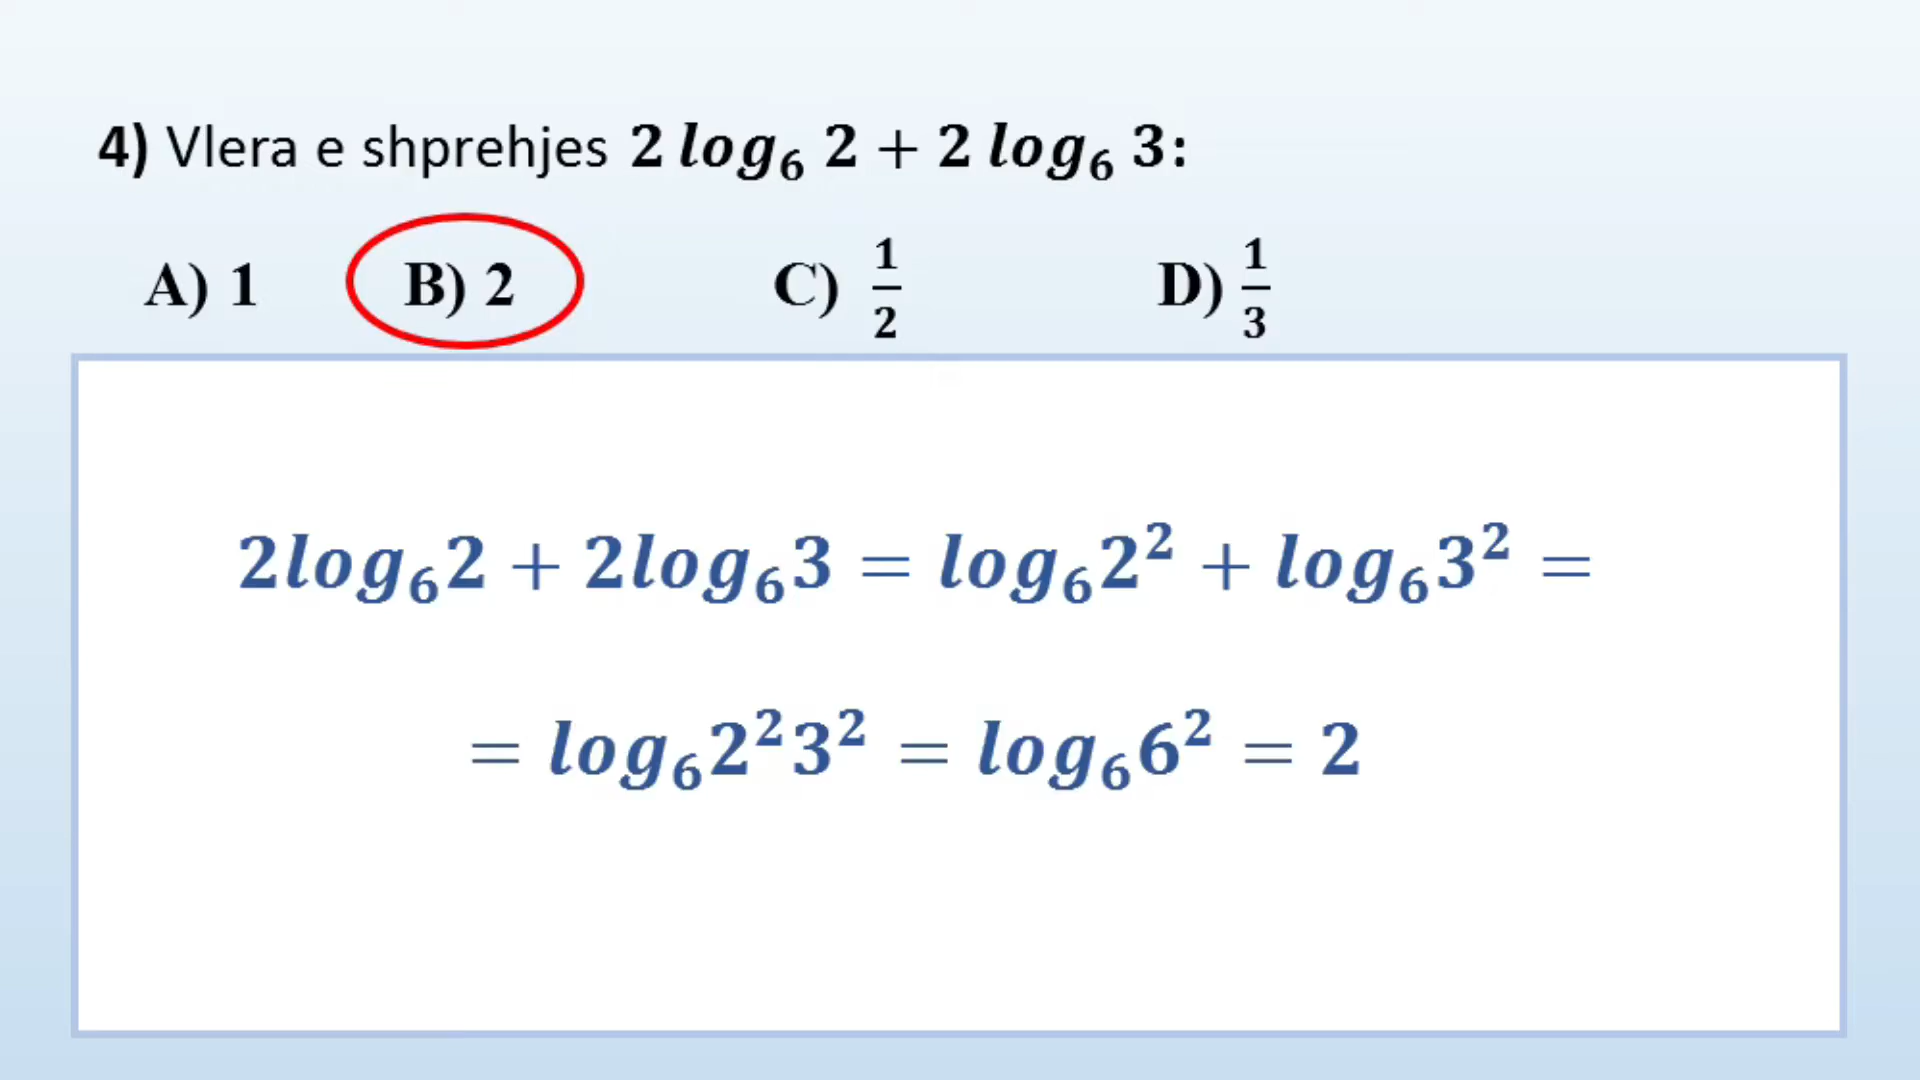 4) Vlera e shprehjes 2 log₆ 2 + 2 log₆ 3:
A) 1 B) 2 C) 1/2 D) 1/3
2log₆2 + 2log₆3 = log₆2² + log₆3² =
= log₆2²3² = log₆6² = 2